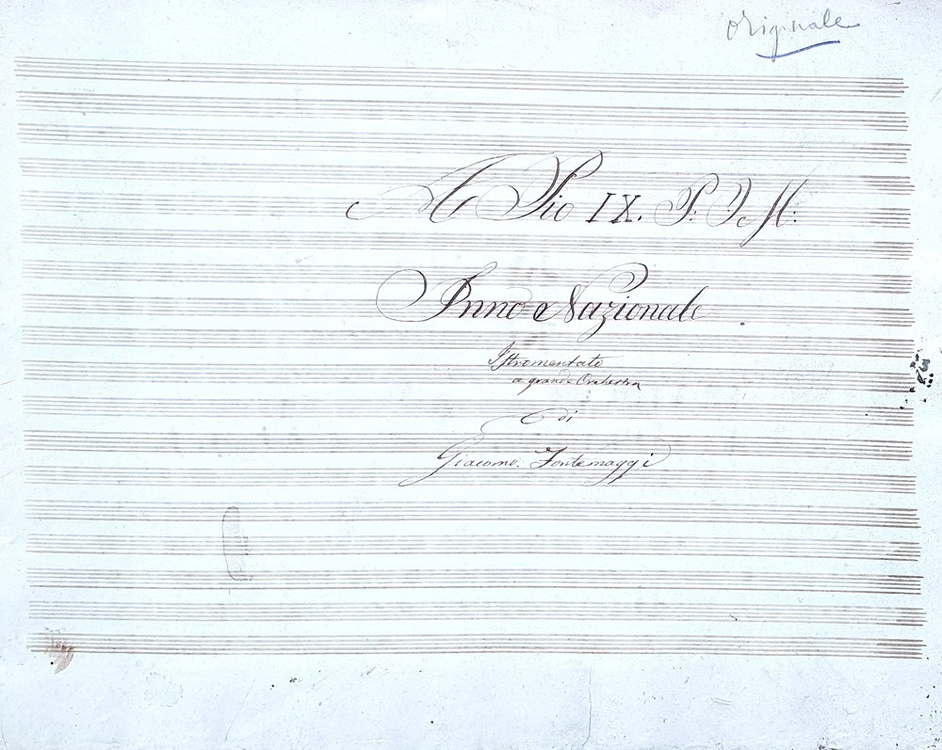 originale
A Pio IX. P. O. M:
Inno Nazionale
Istromentato
a grande Orchestra
di
Giacomo Fontemaggi